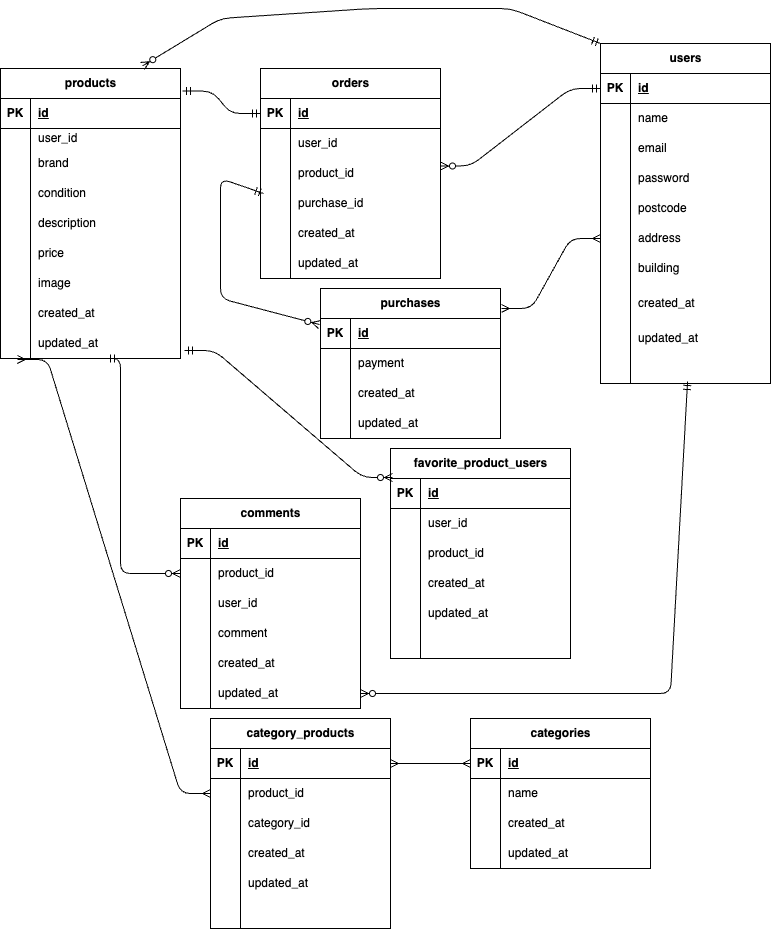 products
PK id
user_id
brand
condition
description
price
image
created_at
updated_at
orders
PK id
user_id
product_id
purchase_id
created_at
updated_at
users
PK id
name
email
password
postcode
address
building
created_at
updated_at
purchases
PK id
payment
created_at
updated_at
favorite_product_users
PK id
user_id
product_id
created_at
updated_at
comments
PK id
product_id
user_id
comment
created_at
updated_at
category_products
PK id
product_id
category_id
created_at
updated_at
categories
PK id
name
created_at
updated_at